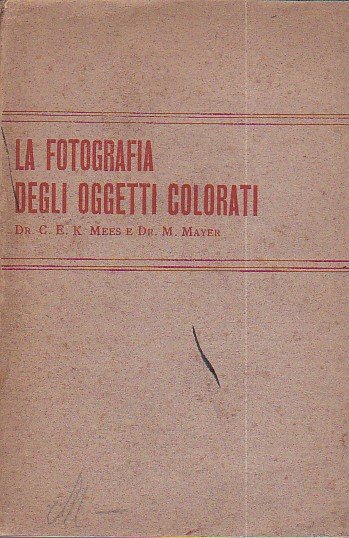 LA FOTOGRAFIA
DEGLI OGGETTI COLORATI
DR. C. E. K. MEES E DR. M. MAYER